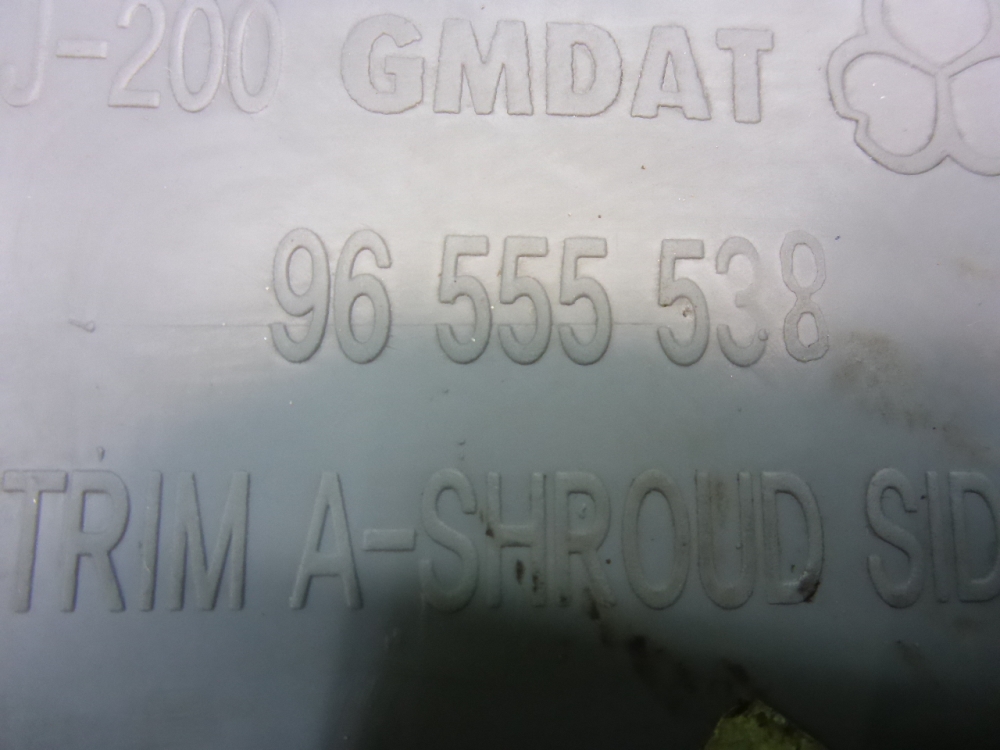 J-200 GMDAT
96 555 538
TRIM A-SHROUD SID